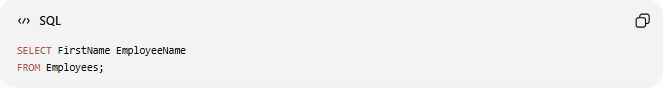 </> SQL
SELECT FirstName EmployeeName
FROM Employees;